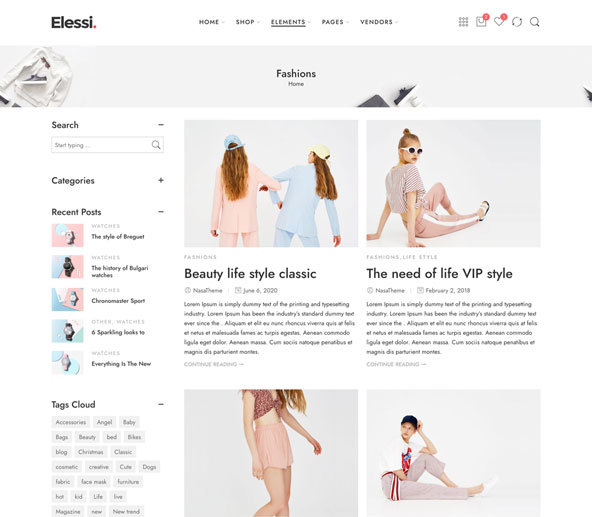 Elessi.
HOME
SHOP
ELEMENTS
PAGES
VENDORS
Fashions
Home
Search
Start typing ...
Categories
Recent Posts
WATCHES
The style of Breguet
WATCHES
The history of Bulgari
watches
WATCHES
Chronomaster Sport
OTHER, WATCHES
6 Sparkling looks to
WATCHES
Everything Is The New
Tags Cloud
Accessories Angel Baby
Bags Beauty bed Bikes
blog Christmas Classic
cosmetic creative Cute Dogs
fabric face mask furniture
hot kid Life live
Magazine new New trend
FASHIONS
Beauty life style classic
NasaTheme June 6, 2020
Lorem Ipsum is simply dummy text of the printing and typesetting
industry. Lorem Ipsum has been the industry's standard dummy text
ever since the . Aliquam et elit eu nunc rhoncus viverra quis at felis
et netus et malesuada fames ac turpis egestas. Aenean commodo
ligula eget dolor. Cum sociis natoque penatibus et
magnis dis parturient montes.
CONTINUE READING
FASHIONS, LIFE STYLE
The need of life VIP style
NasaTheme February 2, 2018
Lorem Ipsum is simply dummy text of the printing and typesetting
industry. Lorem Ipsum has been the industry's standard dummy text
ever since the . Aliquam et elit eu nunc rhoncus viverra quis at felis
et netus et malesuada fames ac turpis egestas. Aenean commodo
ligula eget dolor. Cum sociis natoque penatibus et
magnis dis parturient montes.
CONTINUE READING